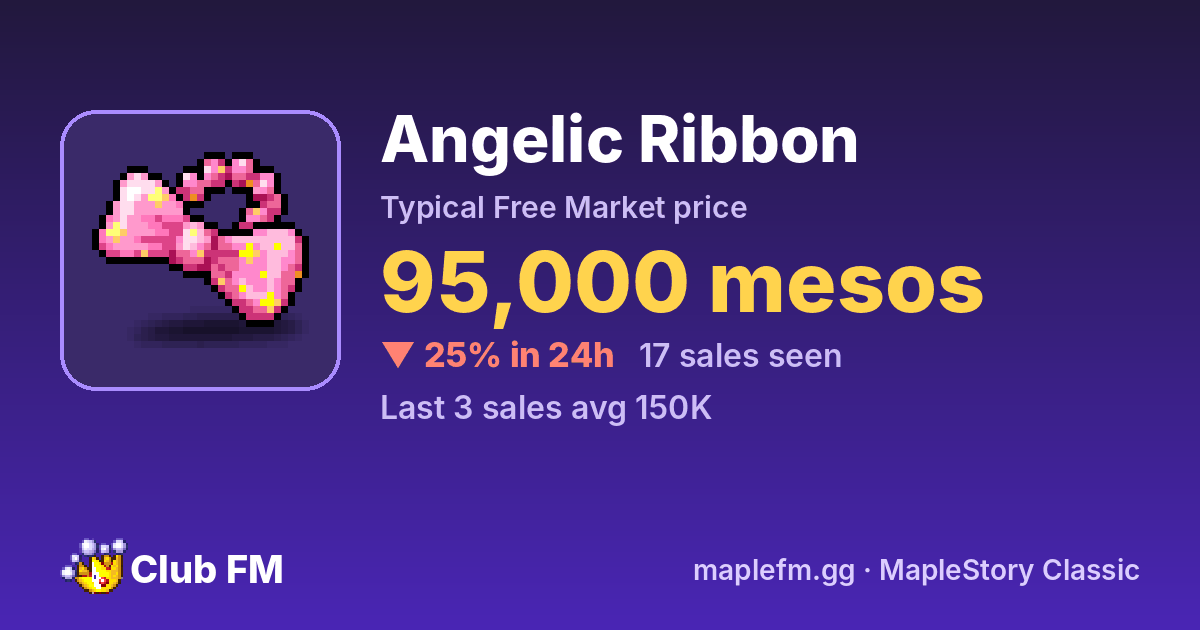 Angelic Ribbon
Typical Free Market price
95,000 mesos
▼ 25% in 24h 17 sales seen
Last 3 sales avg 150K
Club FM
maplefm.gg · MapleStory Classic